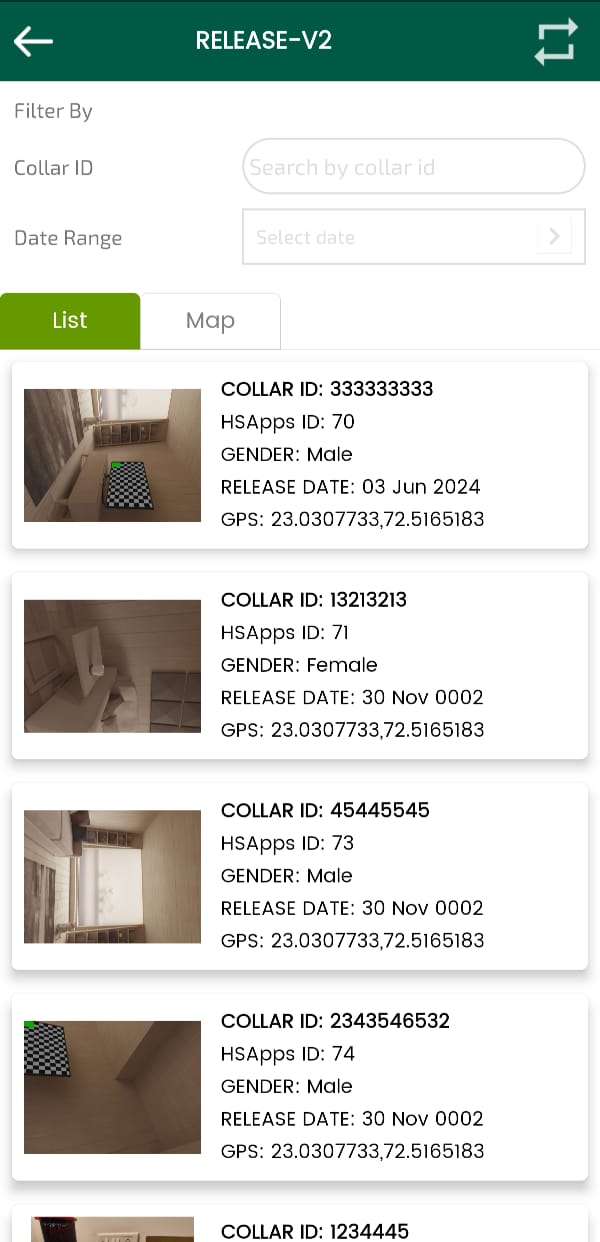 RELEASE-V2
Filter By
Collar ID
Search by collar id
Date Range
Select date
List
Map
COLLAR ID: 333333333
HSApps ID: 70
GENDER: Male
RELEASE DATE: 03 Jun 2024
GPS: 23.0307733,72.5165183
COLLAR ID: 13213213
HSApps ID: 71
GENDER: Female
RELEASE DATE: 30 Nov 0002
GPS: 23.0307733,72.5165183
COLLAR ID: 45445545
HSApps ID: 73
GENDER: Male
RELEASE DATE: 30 Nov 0002
GPS: 23.0307733,72.5165183
COLLAR ID: 2343546532
HSApps ID: 74
GENDER: Male
RELEASE DATE: 30 Nov 0002
GPS: 23.0307733,72.5165183
COLLAR ID: 1234445